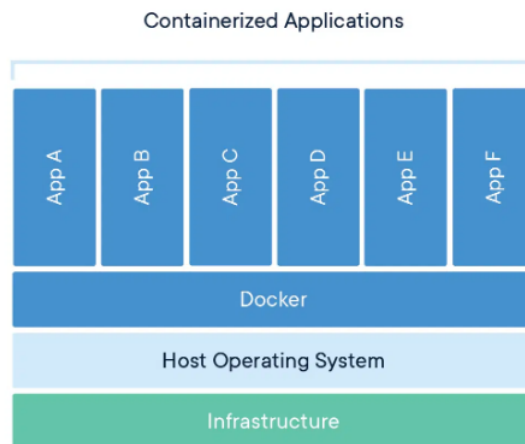 Containerized Applications
App A
App B
App C
App D
App E
App F
Docker
Host Operating System
Infrastructure